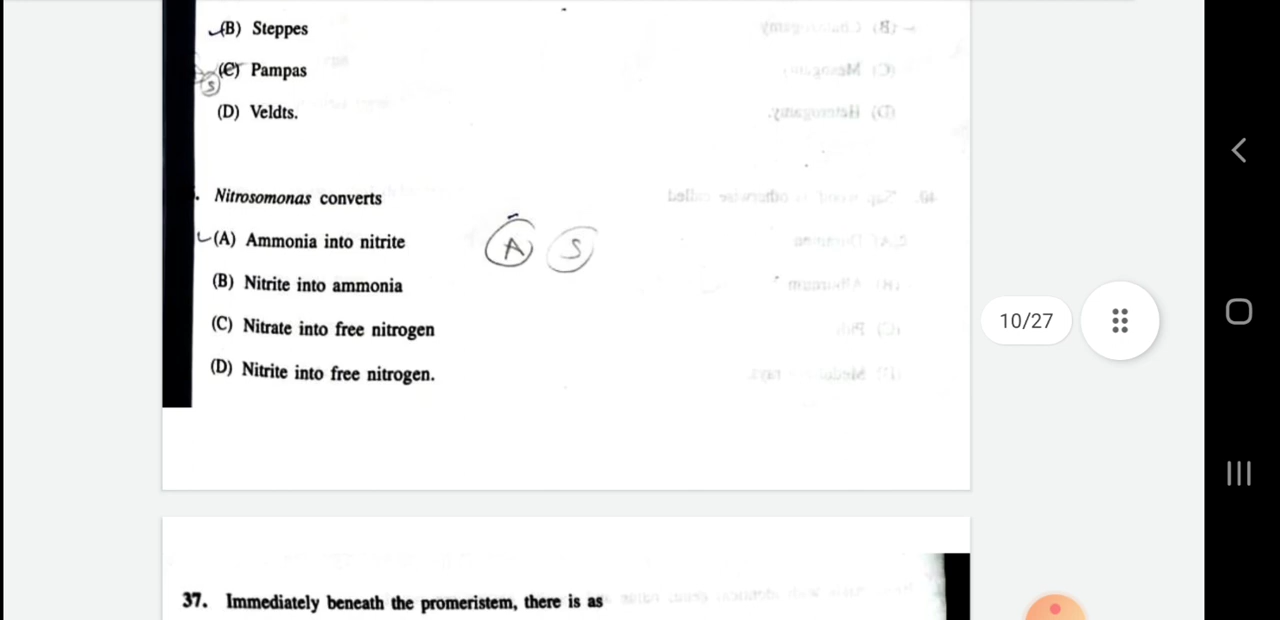 (B) Steppes
(C) Pampas
S
(D) Veldts.
. Nitrosomonas converts
(A) Ammonia into nitrite
A S
(B) Nitrite into ammonia
(C) Nitrate into free nitrogen
(D) Nitrite into free nitrogen.
10/27
37. Immediately beneath the promeristem, there is as